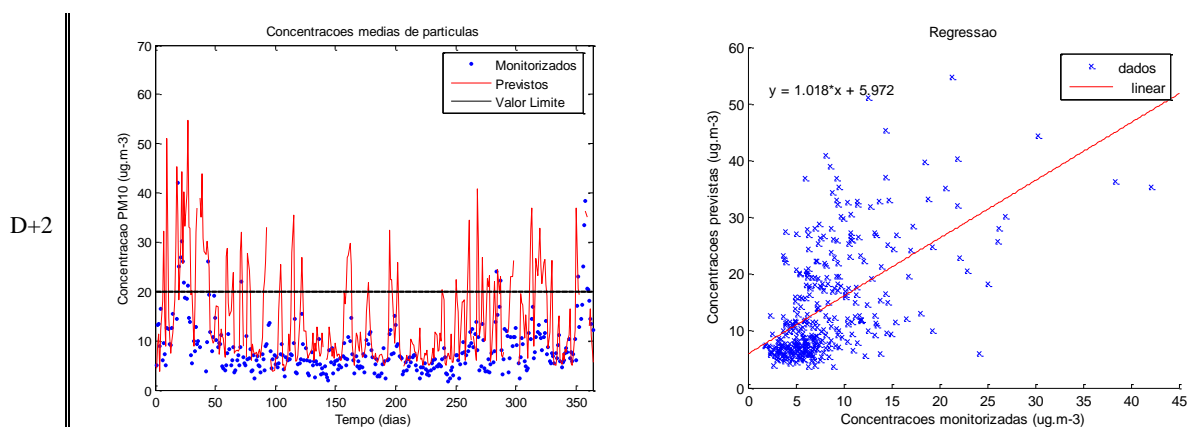 D+2
Concentracoes medias de particulas
Concentracao PM10 (ug.m-3)
70
60
50
40
30
20
10
0
0 50 100 150 200 250 300 350
Tempo (dias)
Monitorizados
Previstos
Valor Limite
Regressao
Concentracoes previstas (ug.m-3)
60
50
40
30
20
10
0
0 5 10 15 20 25 30 35 40 45
Concentracoes monitorizadas (ug.m-3)
y = 1.018*x + 5.972
dados
linear